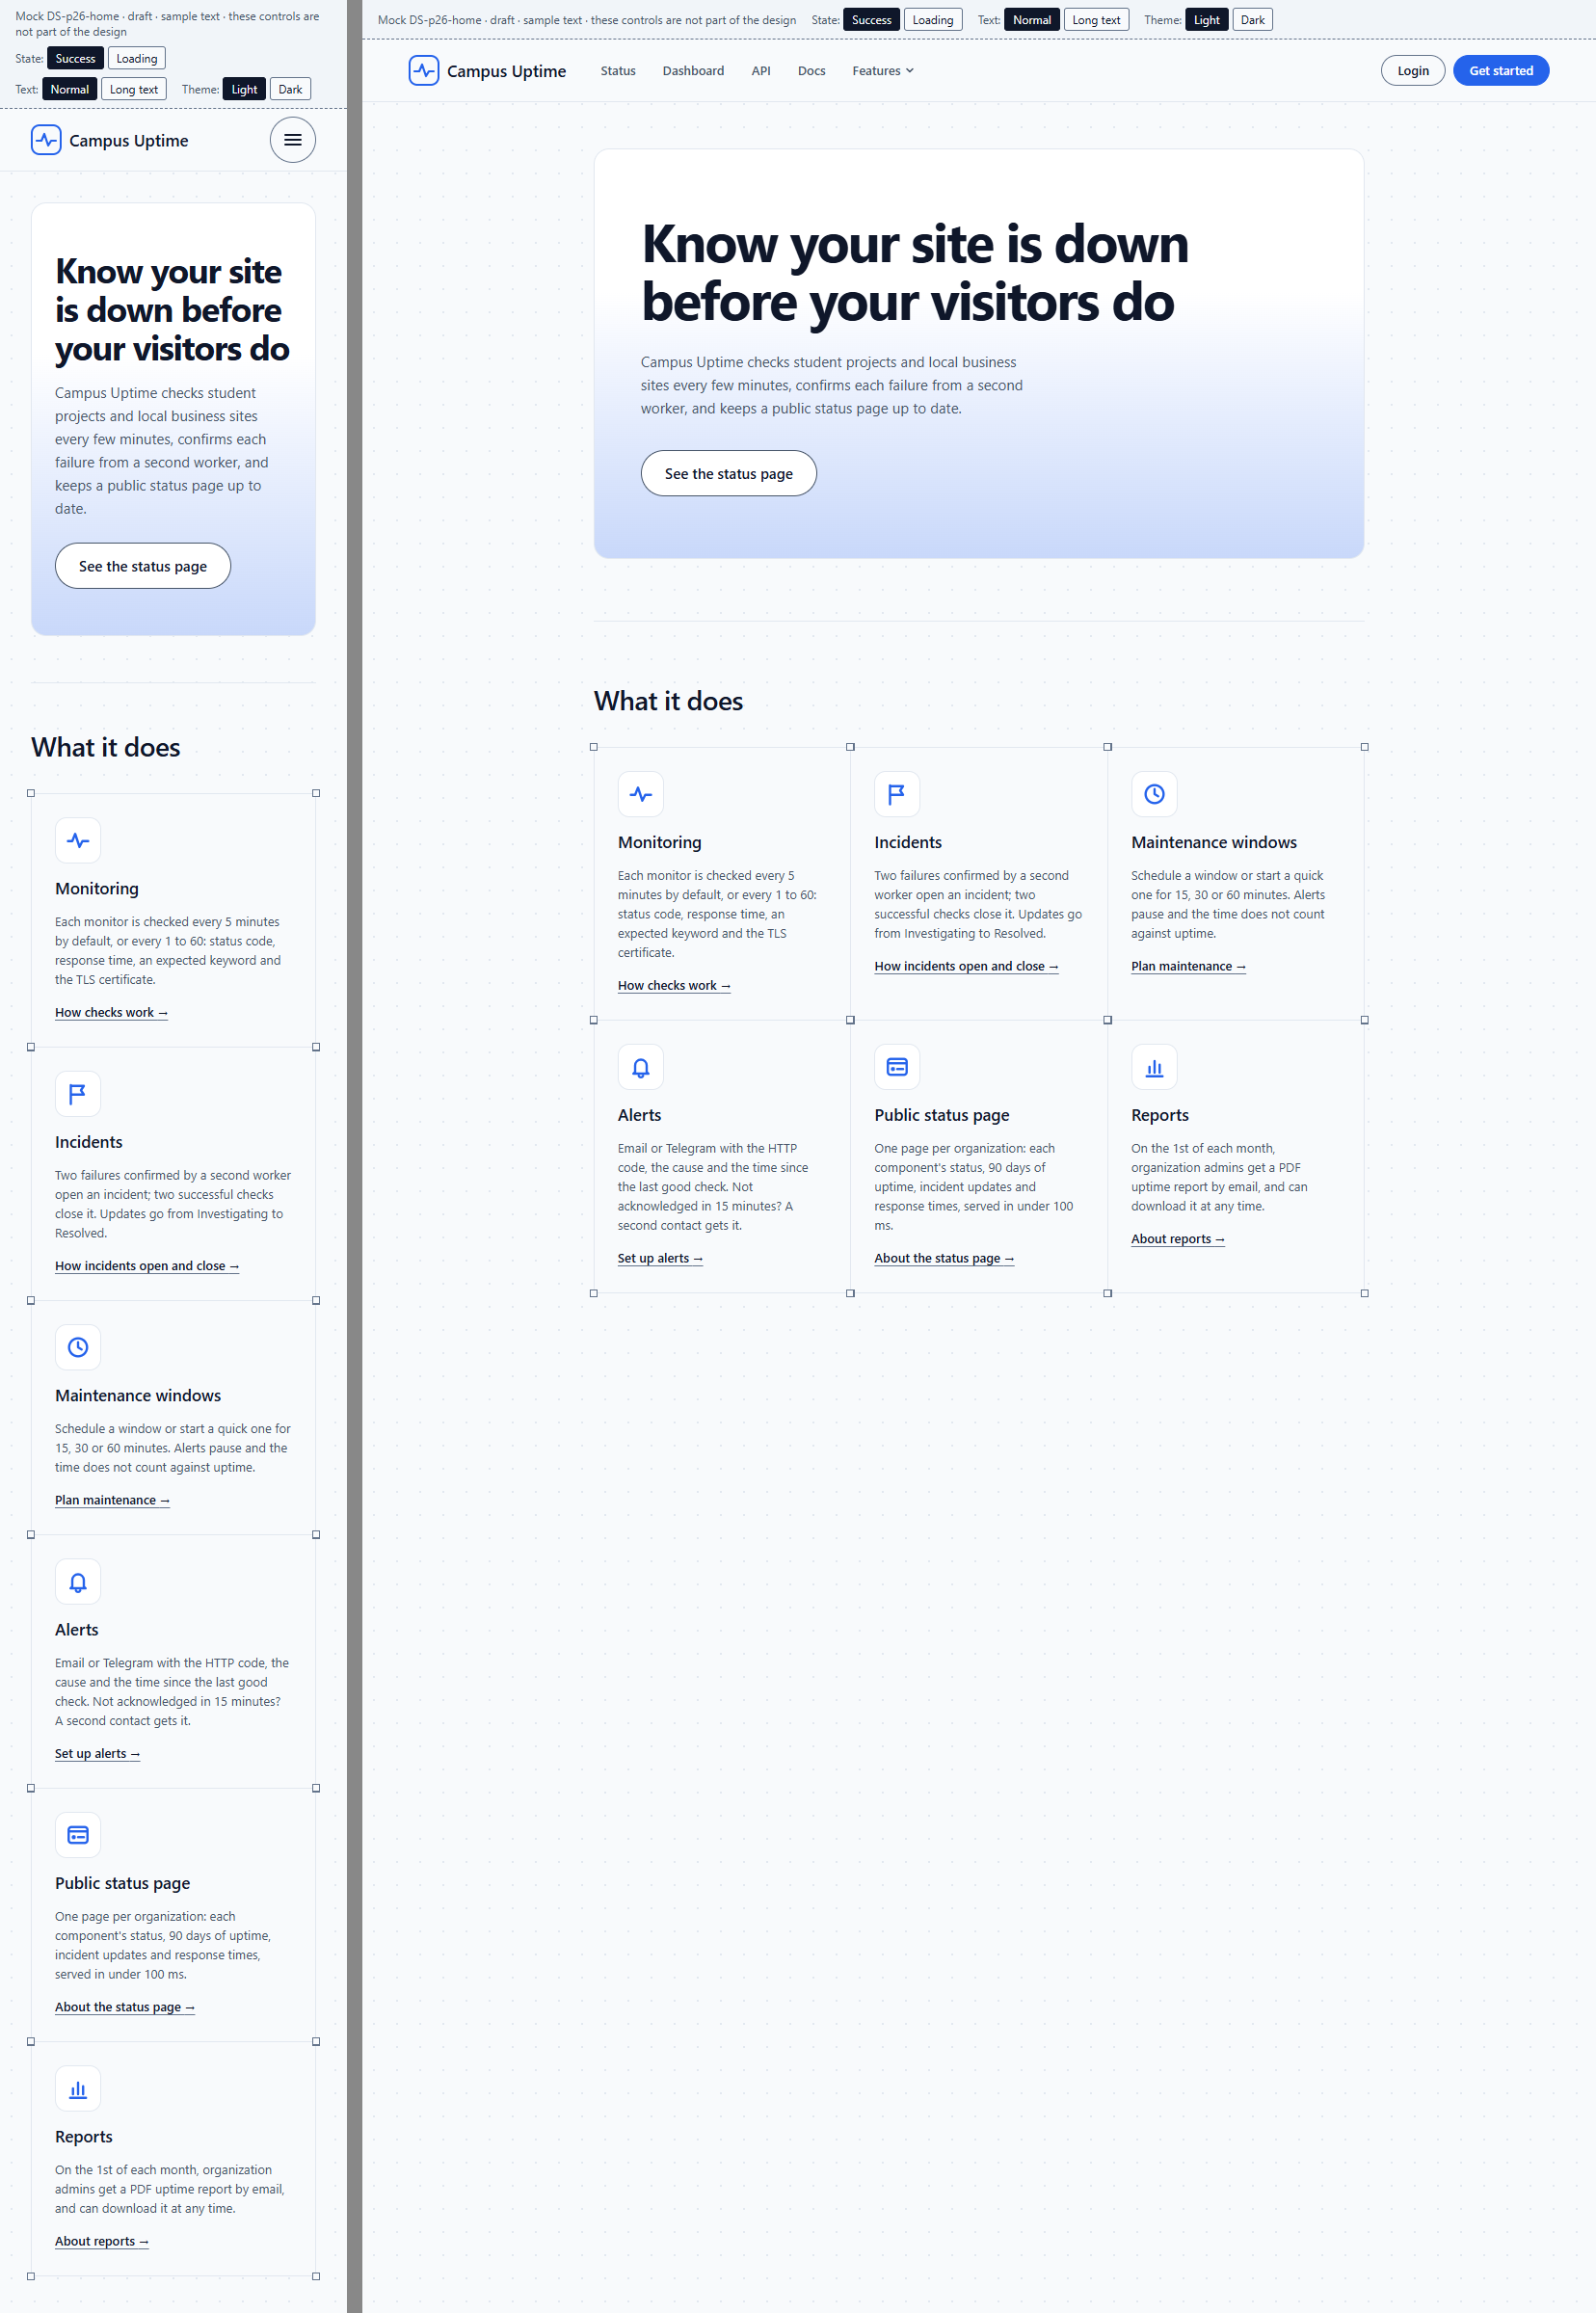 Mock DS-p26-home · draft · sample text · these controls are
not part of the design
State: Success Loading
Text: Normal Long text Theme: Light Dark
Campus Uptime
Know your site
is down before
your visitors do
Campus Uptime checks student
projects and local business sites
every few minutes, confirms each
failure from a second worker, and
keeps a public status page up to
date.
See the status page
What it does
Monitoring
Each monitor is checked every 5 minutes
by default, or every 1 to 60: status code,
response time, an expected keyword and
the TLS certificate.
How checks work →
Incidents
Two failures confirmed by a second worker
open an incident; two successful checks
close it. Updates go from Investigating to
Resolved.
How incidents open and close →
Maintenance windows
Schedule a window or start a quick one for
15, 30 or 60 minutes. Alerts pause and the
time does not count against uptime.
Plan maintenance →
Alerts
Email or Telegram with the HTTP code, the
cause and the time since the last good
check. Not acknowledged in 15 minutes?
A second contact gets it.
Set up alerts →
Public status page
One page per organization: each
component's status, 90 days of uptime,
incident updates and response times,
served in under 100 ms.
About the status page →
Reports
On the 1st of each month, organization
admins get a PDF uptime report by email,
and can download it at any time.
About reports →
Mock DS-p26-home · draft · sample text · these controls are not part of the design State: Success Loading Text: Normal Long text Theme: Light Dark
Campus Uptime Status Dashboard API Docs Features Login Get started
Know your site is down
before your visitors do
Campus Uptime checks student projects and local business
sites every few minutes, confirms each failure from a second
worker, and keeps a public status page up to date.
See the status page
What it does
Monitoring
Each monitor is checked every 5
minutes by default, or every 1 to 60:
status code, response time, an
expected keyword and the TLS
certificate.
How checks work →
Incidents
Two failures confirmed by a second
worker open an incident; two
successful checks close it. Updates go
from Investigating to Resolved.
How incidents open and close →
Maintenance windows
Schedule a window or start a quick
one for 15, 30 or 60 minutes. Alerts
pause and the time does not count
against uptime.
Plan maintenance →
Alerts
Email or Telegram with the HTTP
code, the cause and the time since
the last good check. Not
acknowledged in 15 minutes? A
second contact gets it.
Set up alerts →
Public status page
One page per organization: each
component's status, 90 days of
uptime, incident updates and
response times, served in under 100
ms.
About the status page →
Reports
On the 1st of each month,
organization admins get a PDF
uptime report by email, and can
download it at any time.
About reports →